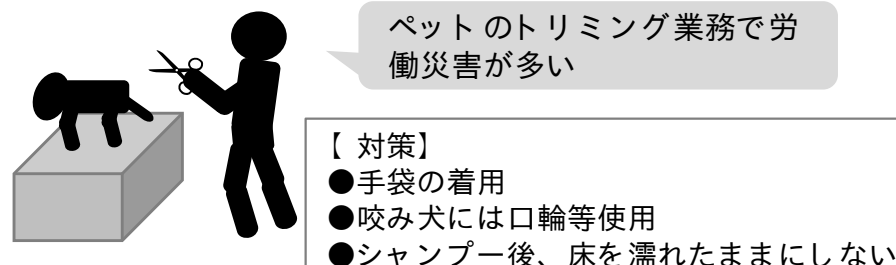 ペットのトリミング業務で労
働災害が多い
【 対策】
●手袋の着用
●咬み犬には口輪等使用
●シャンプー後、床を濡れたままにしない